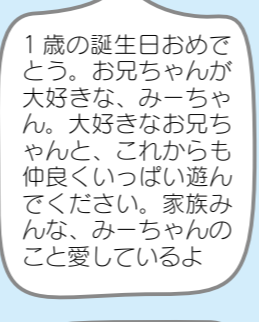 1歳の誕生日おめで
とう。お兄ちゃんが
大好きな、みーちゃ
ん。大好きなお兄ち
ゃんと、これからも
仲良くいっぱい遊ん
でください。家族み
んな、みーちゃんの
こと愛しているよ